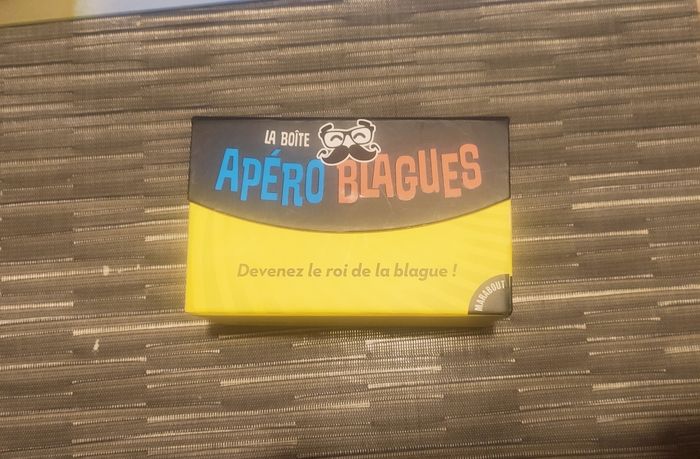 LA BOÎTE
APÉRO BLAGUES
Devenez le roi de la blague !
MARABOUT